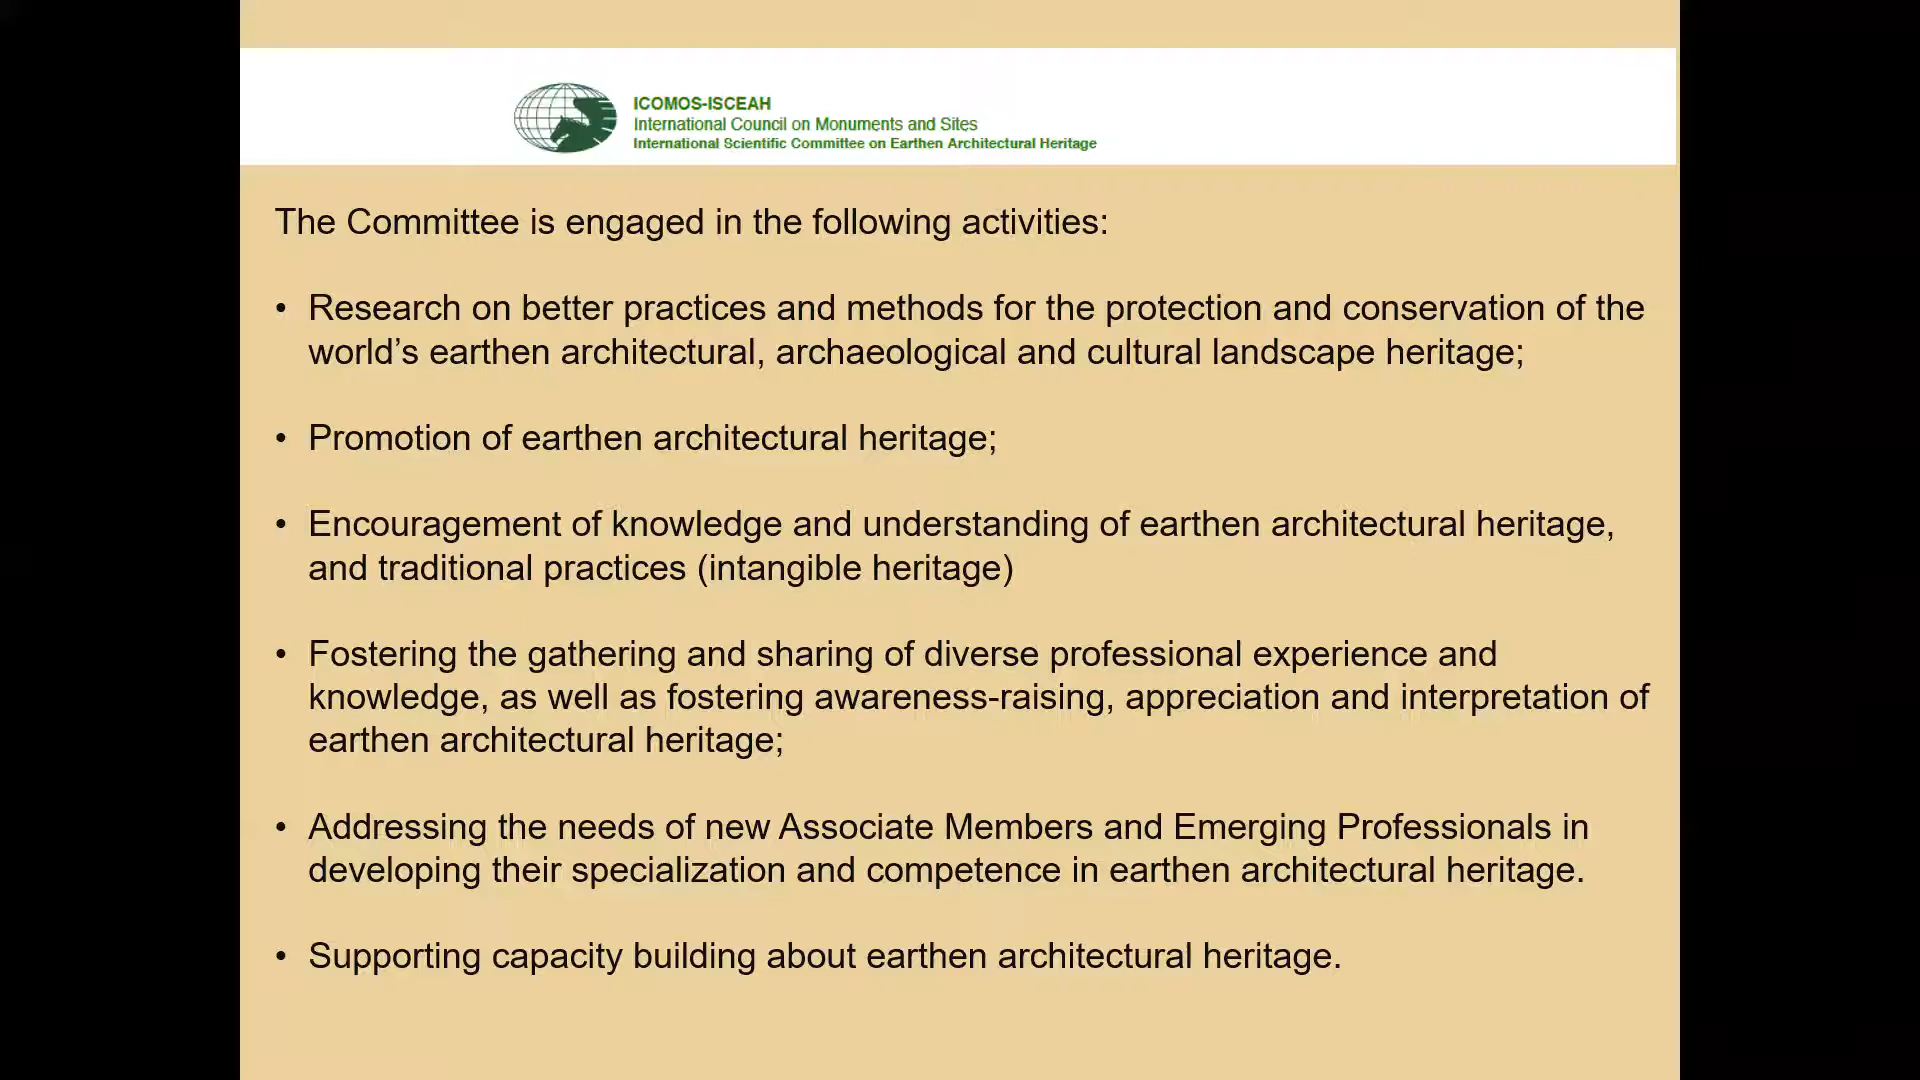 ICOMOS-ISCEAH
International Council on Monuments and Sites
International Scientific Committee on Earthen Architectural Heritage
The Committee is engaged in the following activities:
• Research on better practices and methods for the protection and conservation of the
world’s earthen architectural, archaeological and cultural landscape heritage;
• Promotion of earthen architectural heritage;
• Encouragement of knowledge and understanding of earthen architectural heritage,
and traditional practices (intangible heritage)
• Fostering the gathering and sharing of diverse professional experience and
knowledge, as well as fostering awareness-raising, appreciation and interpretation of
earthen architectural heritage;
• Addressing the needs of new Associate Members and Emerging Professionals in
developing their specialization and competence in earthen architectural heritage.
• Supporting capacity building about earthen architectural heritage.